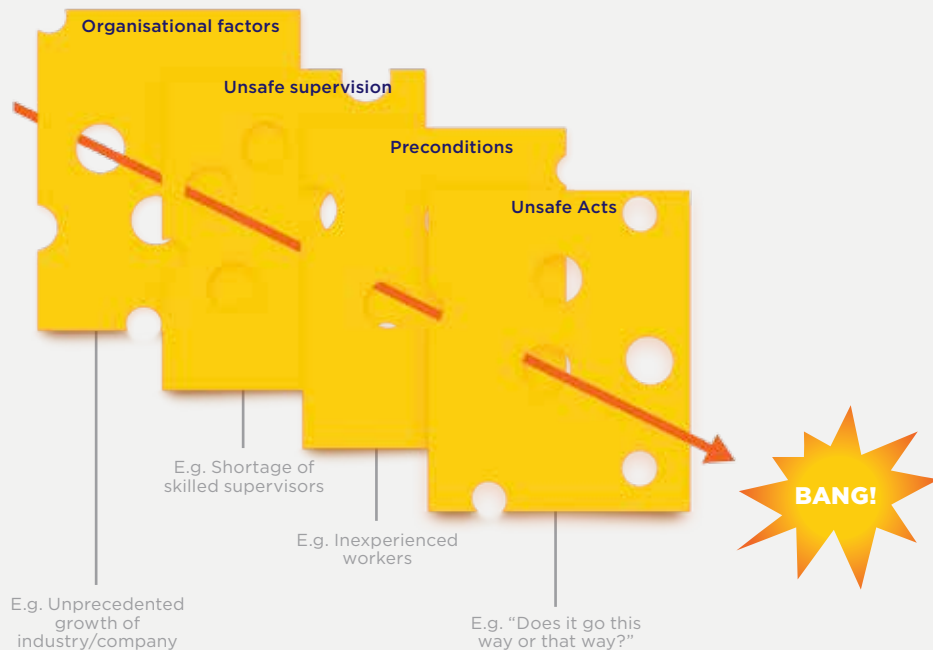 Organisational factors
Unsafe supervision
Preconditions
Unsafe Acts
BANG!
E.g. Shortage of
skilled supervisors
E.g. Inexperienced
workers
E.g. Unprecedented
growth of
industry/company
E.g. “Does it go this
way or that way?”